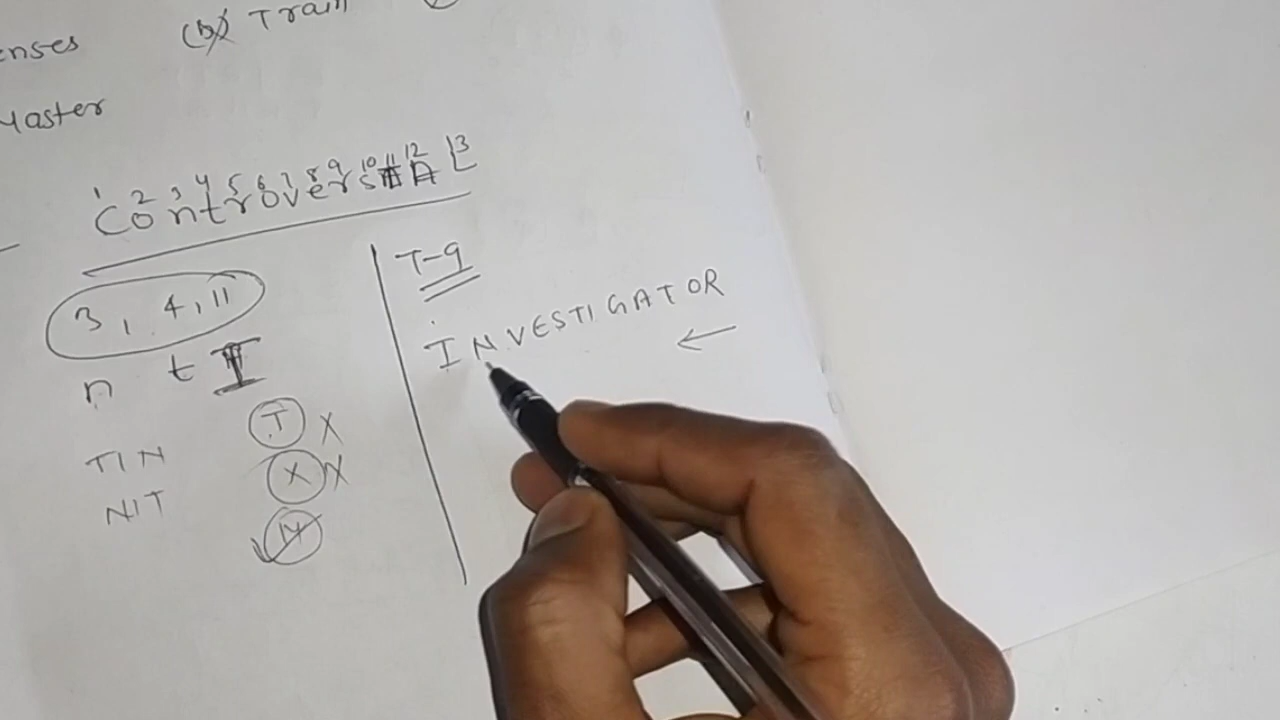 enses (b) Train
Master
1 2 3 4 5 6 7 8 9 10 11 12 13
ControversIAL
3, 4, 11
n t I
T X
TIN X X
NIT N
T-9
INVESTIGATOR